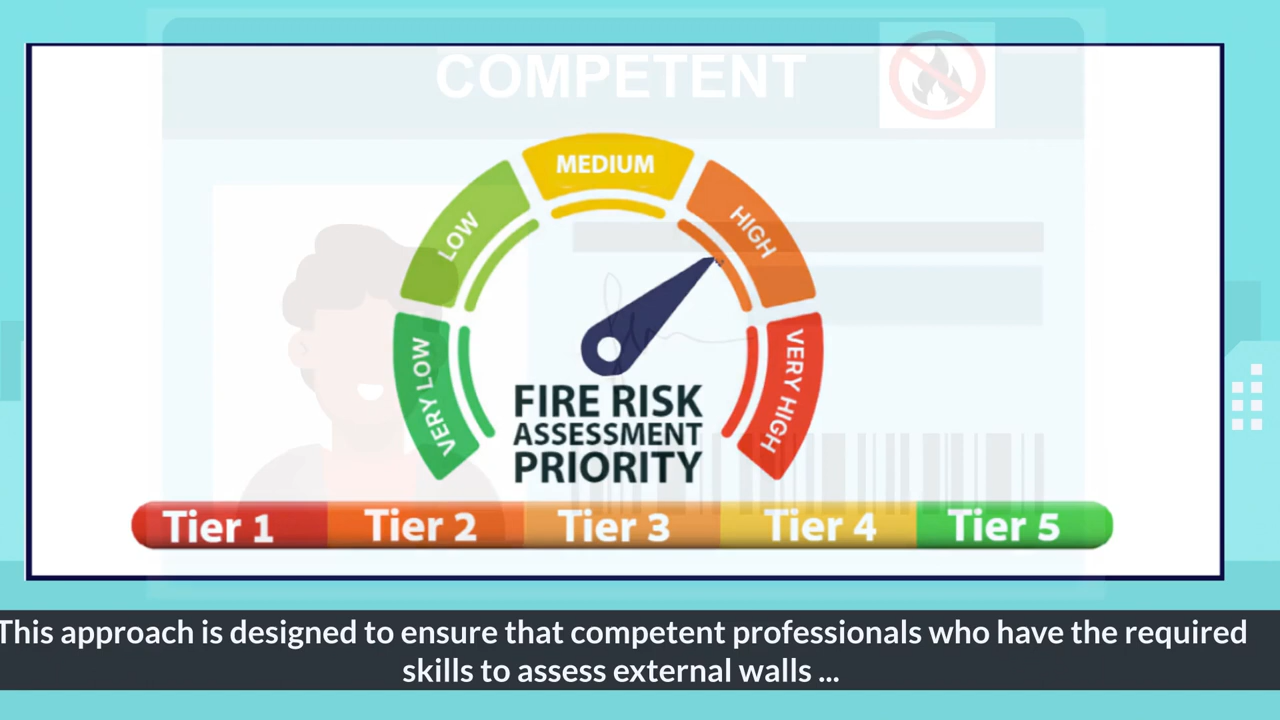 COMPETENT
MEDIUM
LOW
HIGH
VERY LOW
VERY HIGH
FIRE RISK
ASSESSMENT
PRIORITY
Tier 1 Tier 2 Tier 3 Tier 4 Tier 5
This approach is designed to ensure that competent professionals who have the required
skills to assess external walls ...